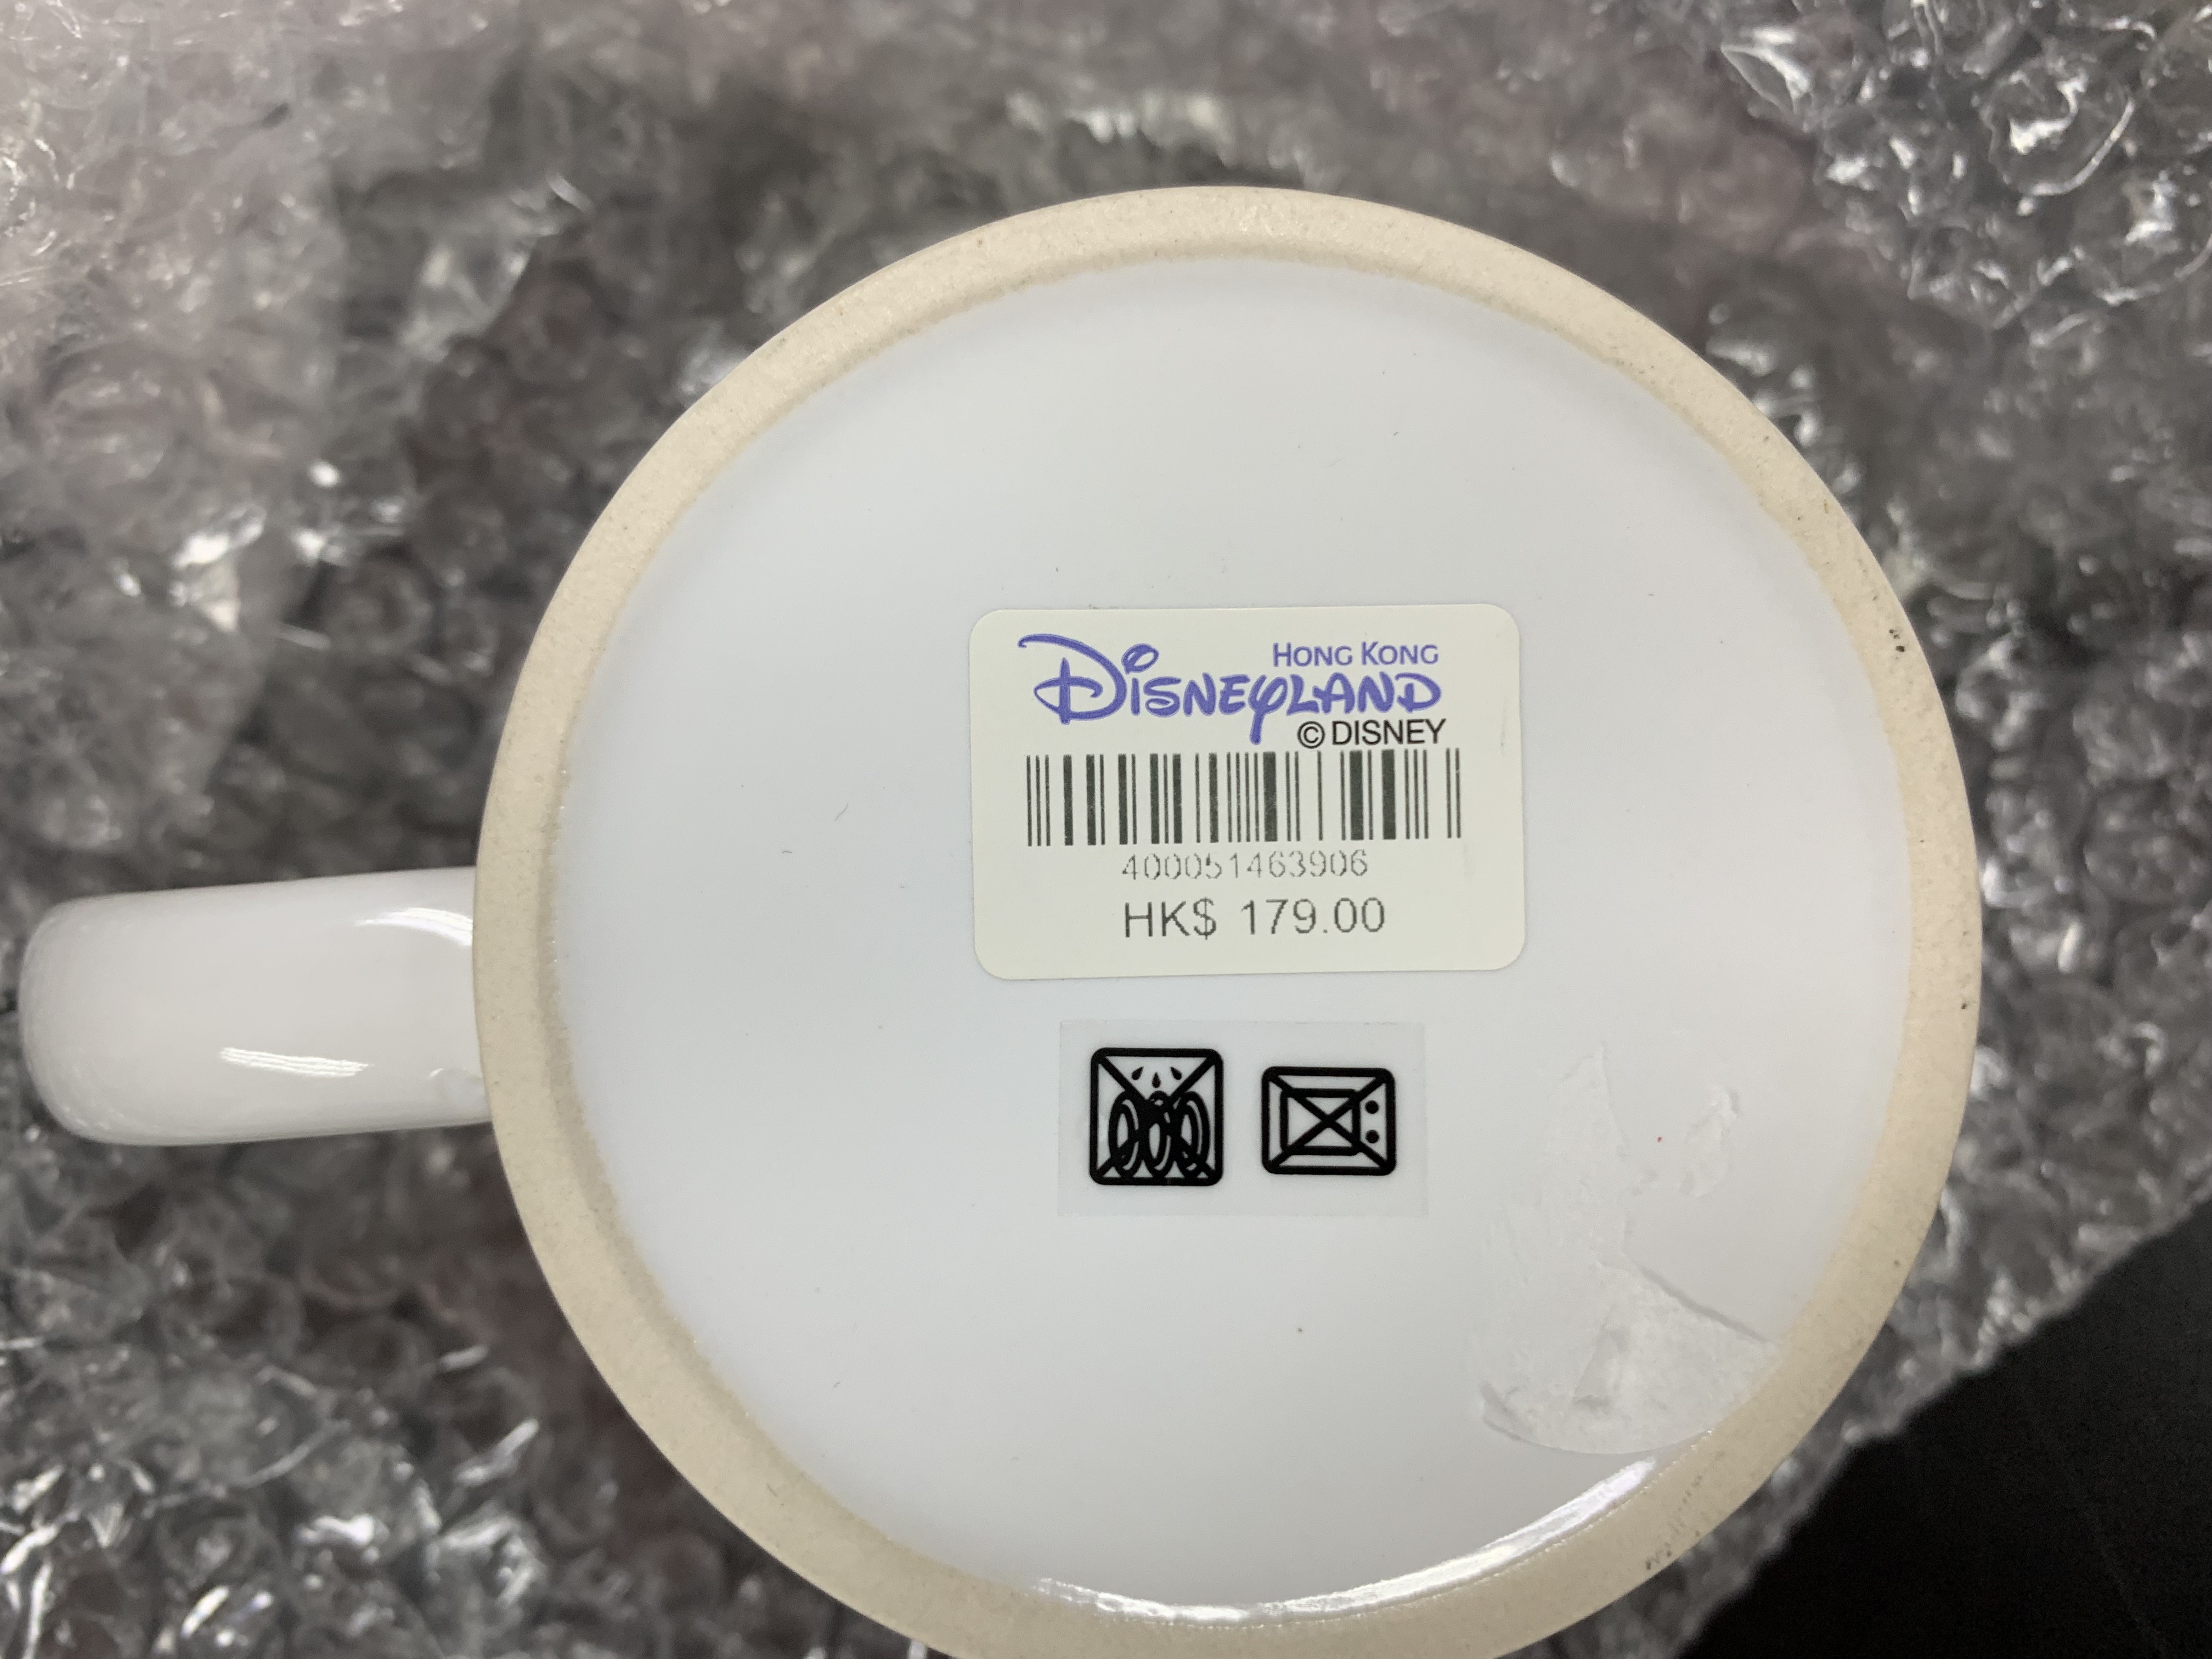 HONG KONG
DISNEYLAND
© DISNEY
400051463906
HK$ 179.00